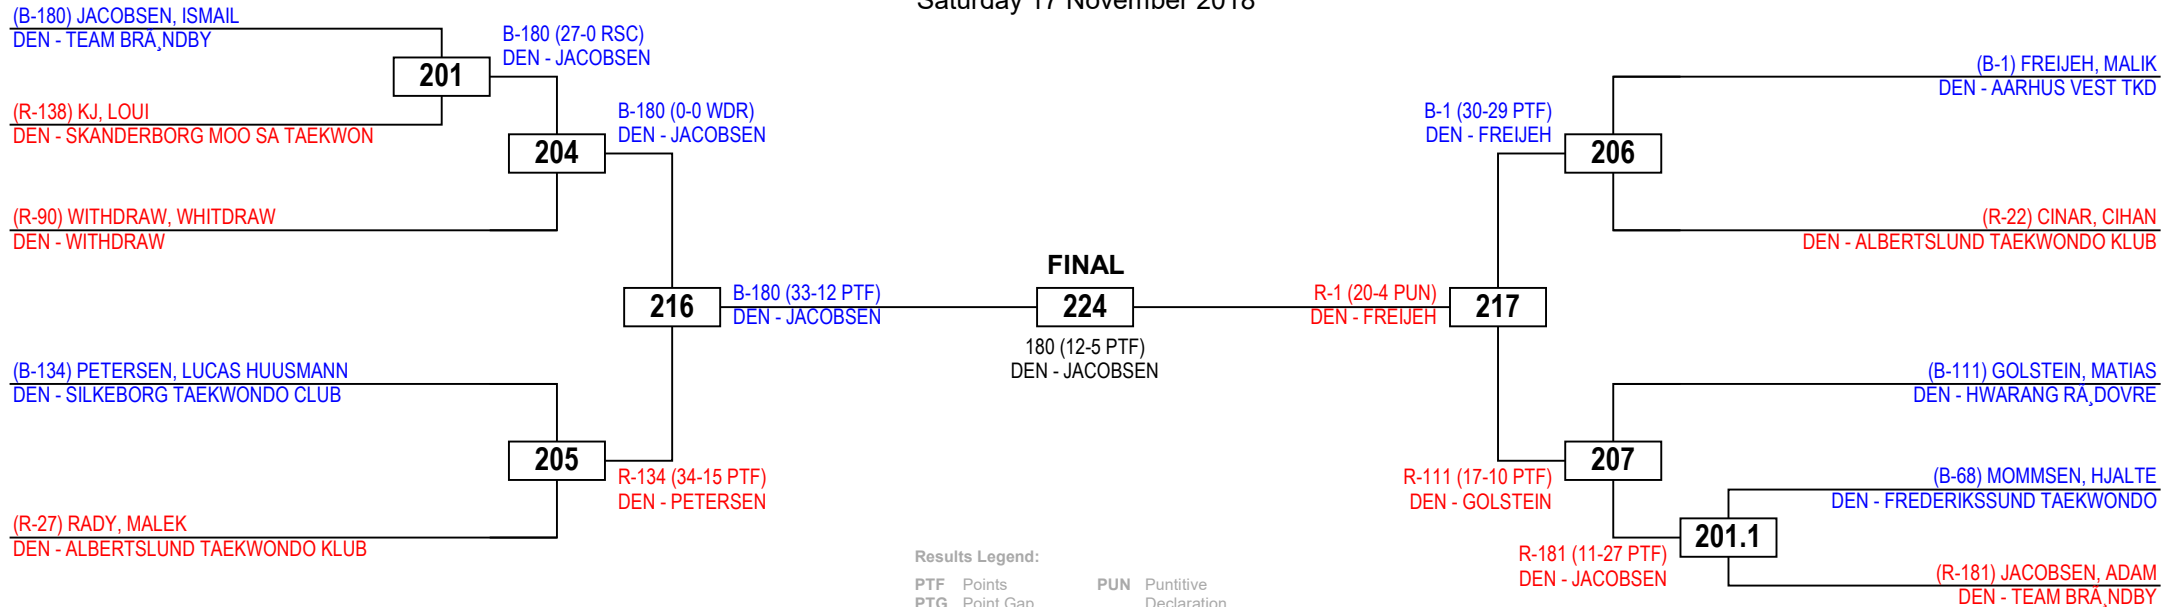 Saturday 17 November 2018
(B-180) JACOBSEN, ISMAIL
DEN - TEAM BRÃ¸NDBY
B-180 (27-0 RSC)
DEN - JACOBSEN
201
(R-138) KJ, LOUI
DEN - SKANDERBORG MOO SA TAEKWON
B-180 (0-0 WDR)
DEN - JACOBSEN
204
(R-90) WITHDRAW, WHITDRAW
DEN - WITHDRAW
216
B-180 (33-12 PTF)
DEN - JACOBSEN
(B-134) PETERSEN, LUCAS HUUSMANN
DEN - SILKEBORG TAEKWONDO CLUB
205
R-134 (34-15 PTF)
DEN - PETERSEN
(R-27) RADY, MALEK
DEN - ALBERTSLUND TAEKWONDO KLUB
FINAL
224
180 (12-5 PTF)
DEN - JACOBSEN
(B-1) FREIJEH, MALIK
DEN - AARHUS VEST TKD
B-1 (30-29 PTF)
DEN - FREIJEH
206
(R-22) CINAR, CIHAN
DEN - ALBERTSLUND TAEKWONDO KLUB
R-1 (20-4 PUN)
DEN - FREIJEH
217
(B-111) GOLSTEIN, MATIAS
DEN - HWARANG RÃ¸DOVRE
207
R-111 (17-10 PTF)
DEN - GOLSTEIN
(B-68) MOMMSEN, HJALTE
DEN - FREDERIKSSUND TAEKWONDO
201.1
R-181 (11-27 PTF)
DEN - JACOBSEN
(R-181) JACOBSEN, ADAM
DEN - TEAM BRÃ¸NDBY
Results Legend:
PTF Points PUN Puntitive
PTG Point Gap Declaration